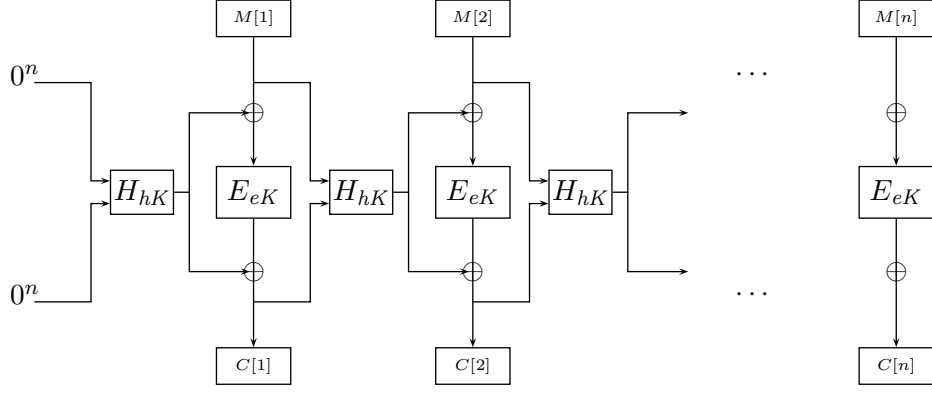 M[1] M[2] M[n]
0^n
...
H_{hK} E_{eK} H_{hK} E_{eK} H_{hK} E_{eK}
0^n
...
C[1] C[2] C[n]